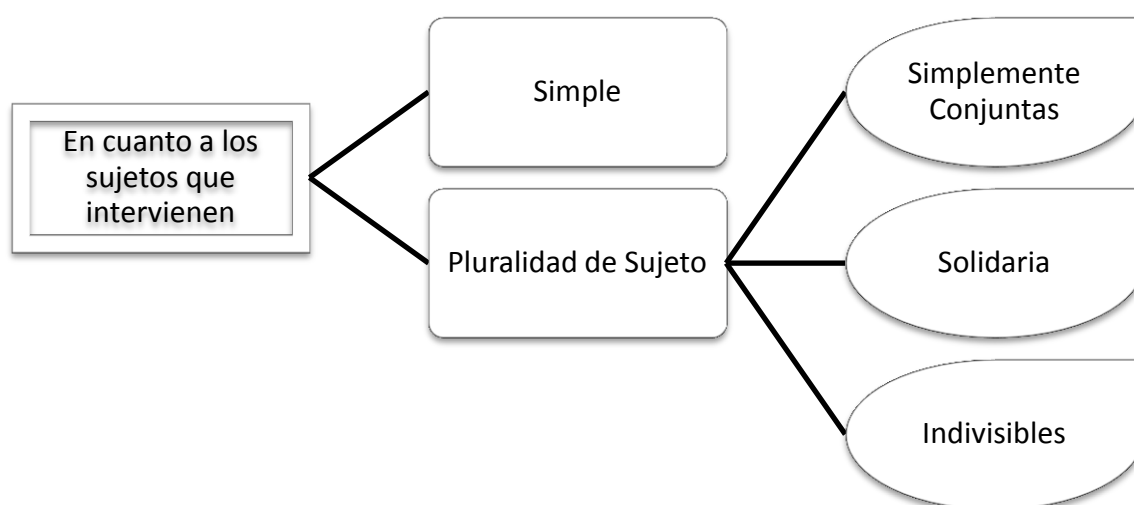 En cuanto a los
sujetos que
intervienen
Simple
Pluralidad de Sujeto
Simplemente
Conjuntas
Solidaria
Indivisibles